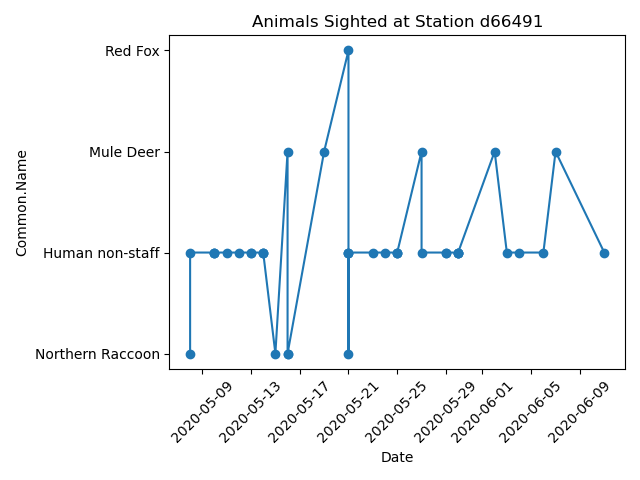 Animals Sighted at Station d66491
Common.Name
Red Fox
Mule Deer
Human non-staff
Northern Raccoon
2020-05-09
2020-05-13
2020-05-17
2020-05-21
2020-05-25
2020-05-29
2020-06-01
2020-06-05
2020-06-09
Date